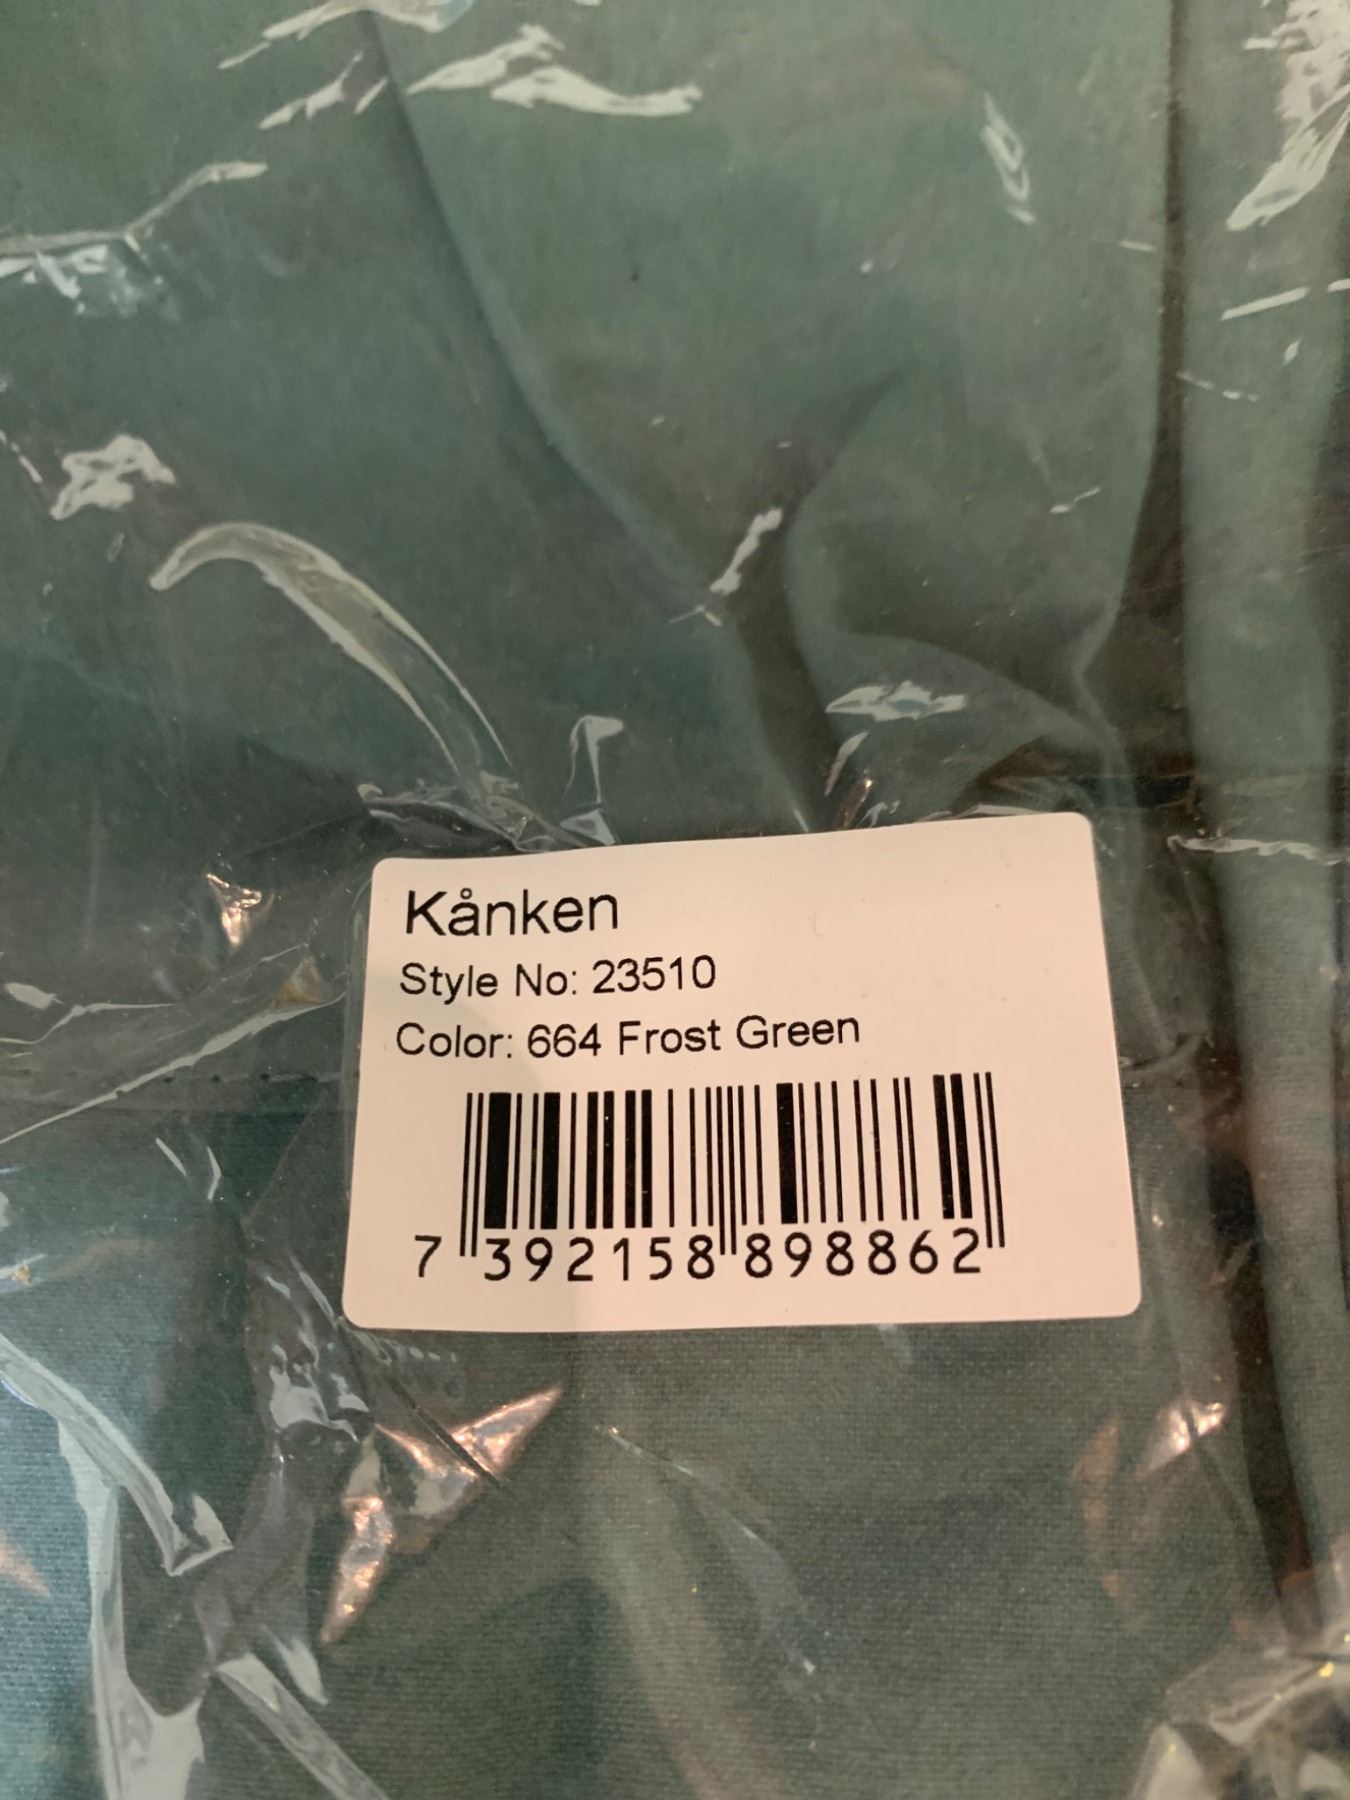 Kånken
Style No: 23510
Color: 664 Frost Green
7 392158 898862